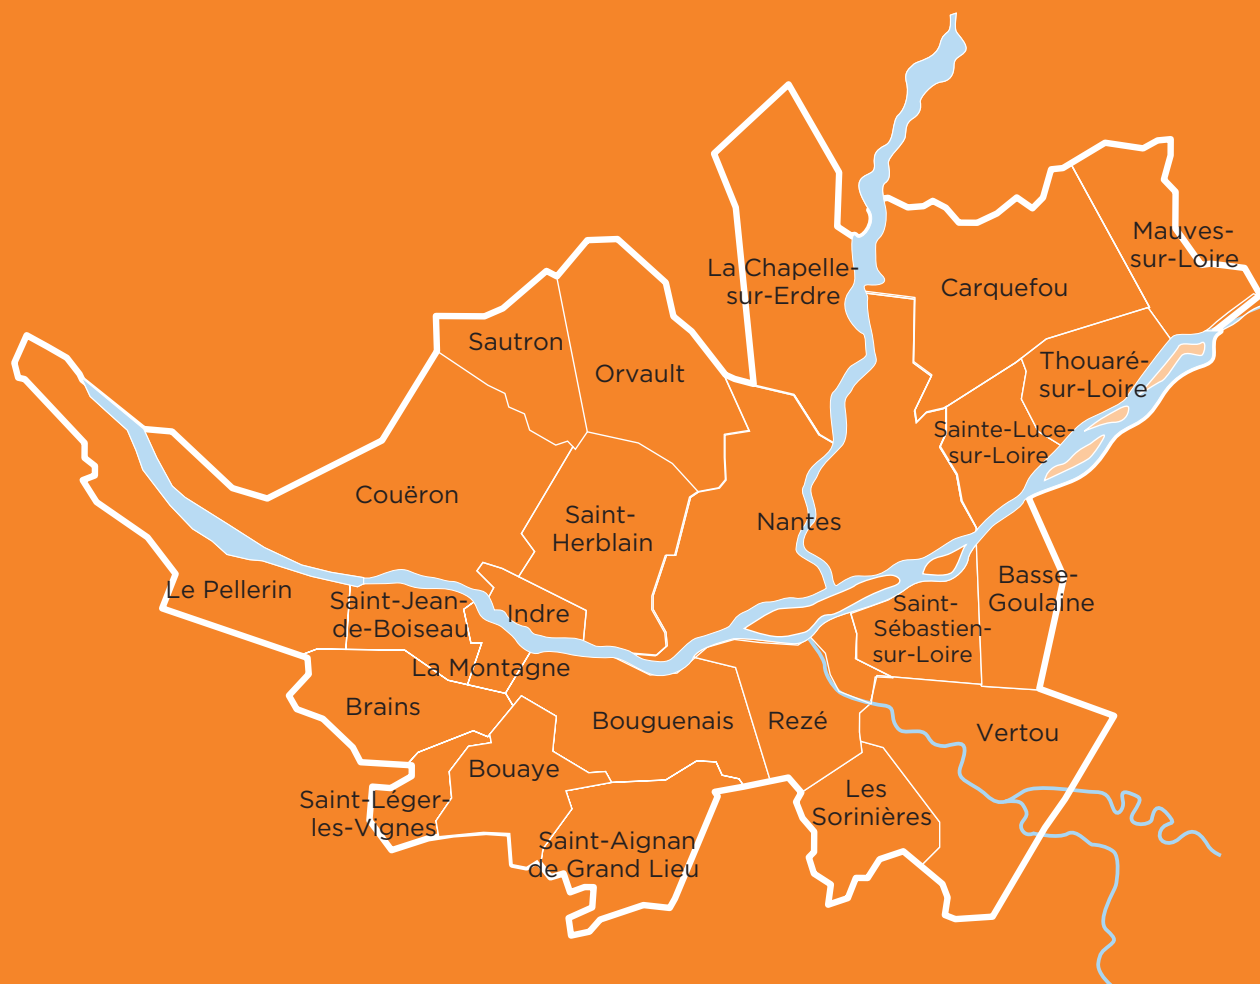 Mauves-
sur-Loire
La Chapelle-
sur-Erdre
Carquefou
Sautron
Orvault
Thouaré-
sur-Loire
Sainte-Luce-
sur-Loire
Couëron
Saint-
Herblain
Nantes
Basse-
Goulaine
Le Pellerin
Saint-Jean-
de-Boiseau
Indre
Saint-
Sébastien-
sur-Loire
La Montagne
Brains
Bouguenais
Rezé
Vertou
Bouaye
Les
Sorinières
Saint-Léger-
les-Vignes
Saint-Aignan
de Grand Lieu